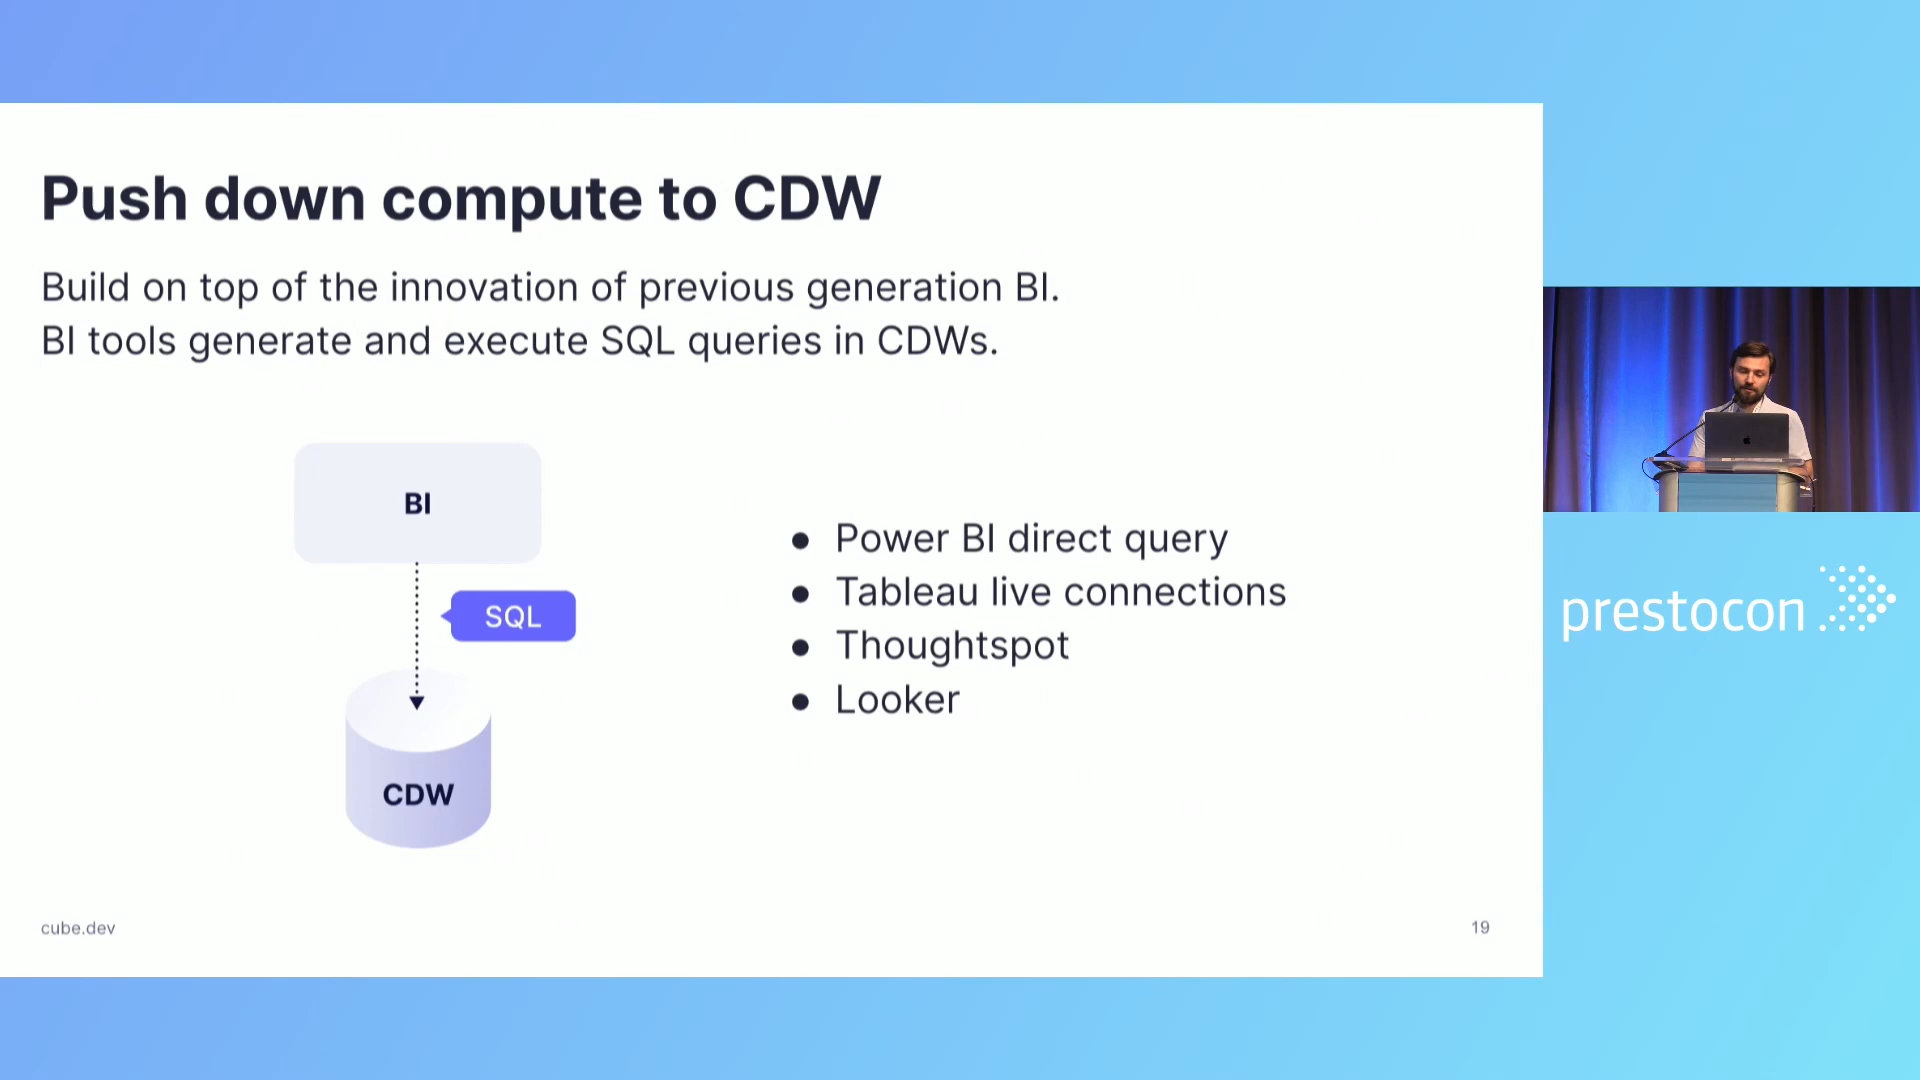 Push down compute to CDW
Build on top of the innovation of previous generation BI.
BI tools generate and execute SQL queries in CDWs.
BI
SQL
CDW
● Power BI direct query
● Tableau live connections
● Thoughtspot
● Looker
cube.dev
19
prestocon